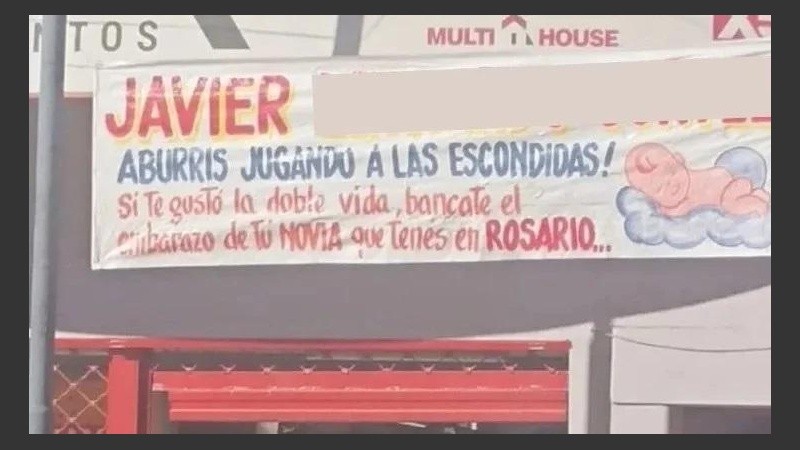 NTOS
MULTI HOUSE
JAVIER
ABURRIS JUGANDO A LAS ESCONDIDAS!
Si Te gustó la doble vida, bancate el
embarazo de Tú NOVIA que Tenés en ROSARIO...